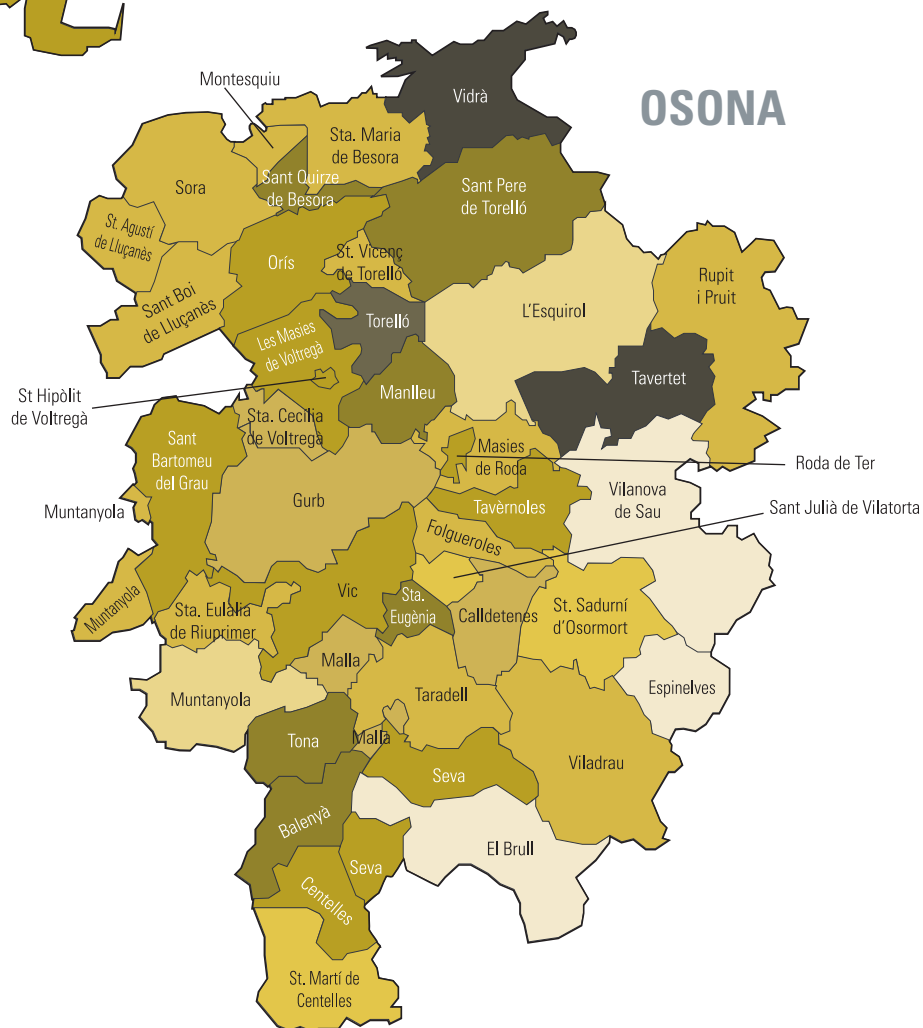 OSONA
Montesquiu
Vidrà
Sta. Maria
de Besora
Sant Quirze
de Besora
Sora
Sant Pere
de Torelló
St. Agustí
de Lluçanès
Orís
St. Vicenç
de Torelló
Rupit
i Pruit
Sant Boi
de Lluçanès
L'Esquirol
Torelló
Les Masies
de Voltregà
Tavertet
Manlleu
St Hipòlit
de Voltregà
Sta. Cecília
de Voltregà
Sant
Bartomeu
del Grau
Masies
de Roda
Roda de Ter
Vilanova
de Sau
Gurb
Muntanyola
Tavèrnoles
Sant Julià de Vilatorta
Folgueroles
Muntanyola
Vic
Sta.
Eugènia
Calldetenes
St. Sadurní
d'Osormort
Sta. Eulàlia
de Riuprimer
Malla
Muntanyola
Taradell
Espinelves
Tona
Malla
Seva
Viladrau
Balenyà
El Brull
Seva
Centelles
St. Martí de
Centelles